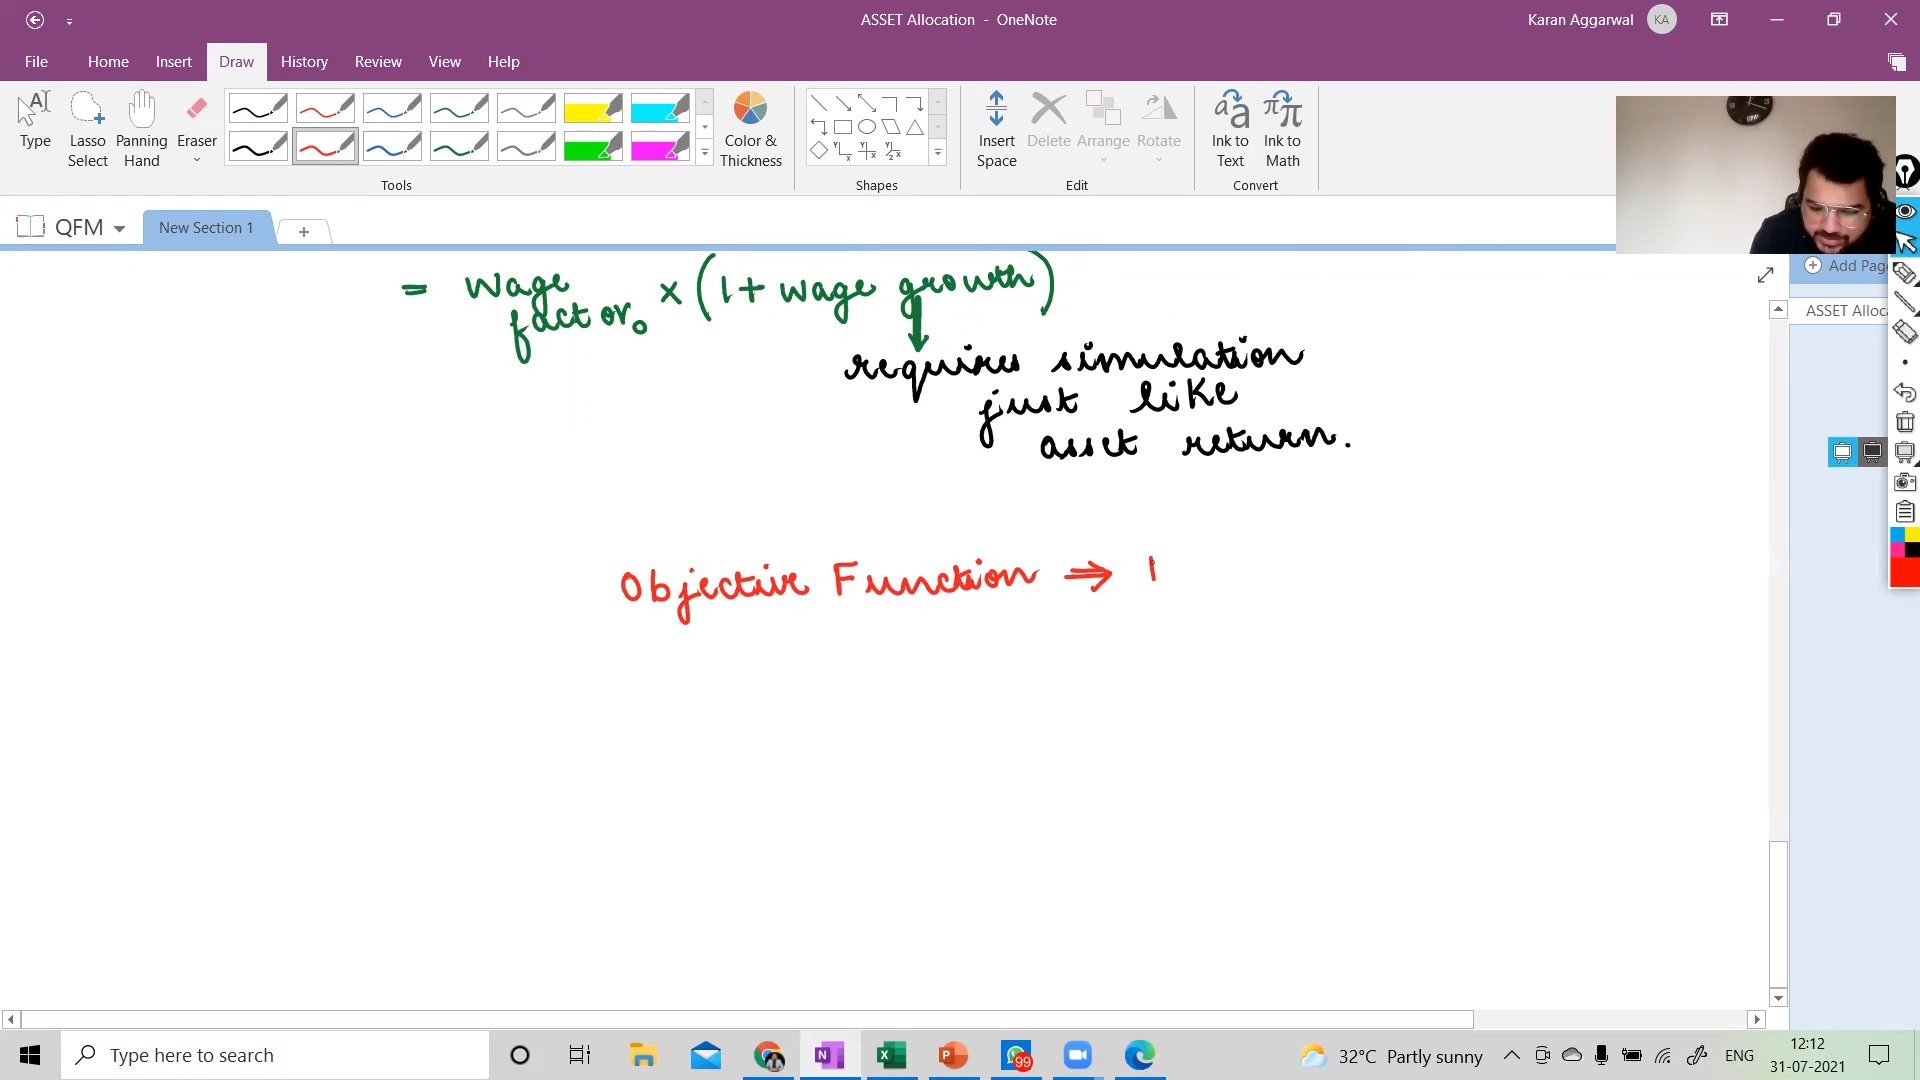 ASSET Allocation - OneNote
Karan Aggarwal KA
File Home Insert Draw History Review View Help
Type
Lasso Select
Panning Hand
Eraser
Color & Thickness
Insert Space
Delete
Arrange
Rotate
Ink to Text
Ink to Math
Tools Shapes Edit Convert
QFM New Section 1 +
Add Pag
ASSET Alloc
= wage factor₀ × (1 + wage growth)
requires simulation
just like
asset return.
Objective Function ⇒
Type here to search
99
32°C Partly sunny
ENG
12:12
31-07-2021